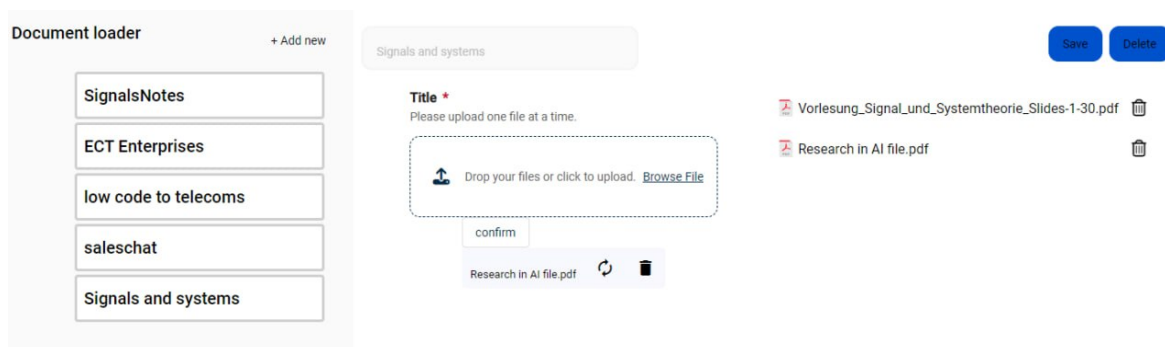 Document loader
+ Add new
SignalsNotes
ECT Enterprises
low code to telecoms
saleschat
Signals and systems
Signals and systems
Save
Delete
Title *
Please upload one file at a time.
Drop your files or click to upload. Browse File
confirm
Research in AI file.pdf
Vorlesung_Signal_und_Systemtheorie_Slides-1-30.pdf
Research in AI file.pdf